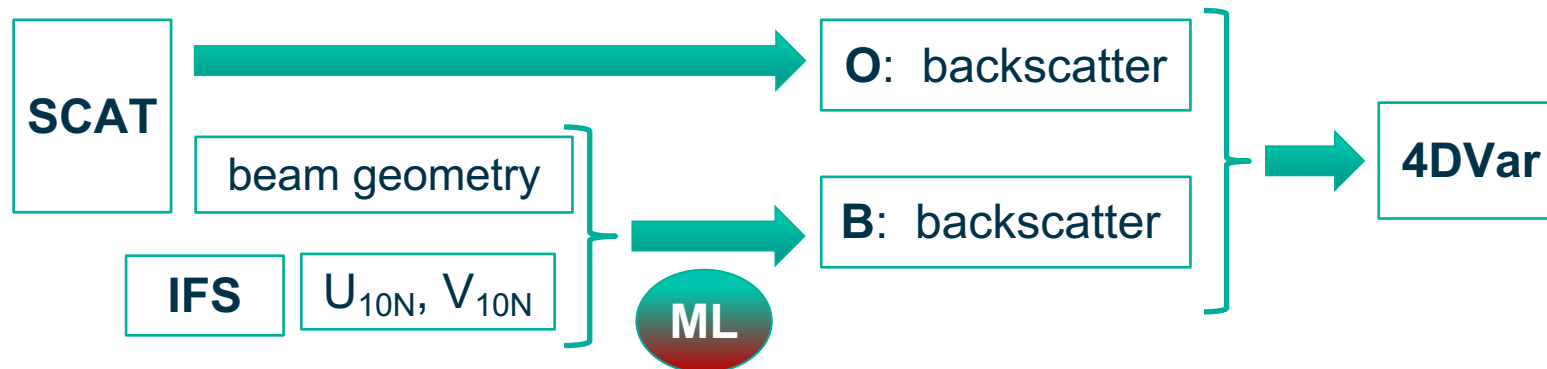 SCAT
O: backscatter
beam geometry
B: backscatter
4DVar
IFS
U10N, V10N
ML